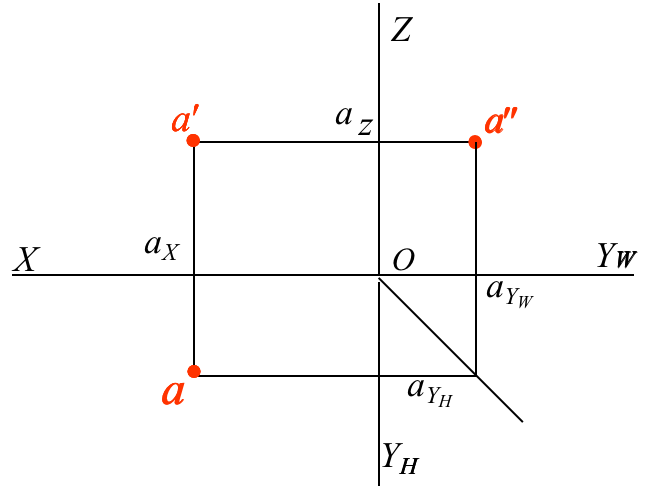 Z
a′ a_Z a″
a_X
X O Y_W
a_{Y_W}
a a_{Y_H}
Y_H